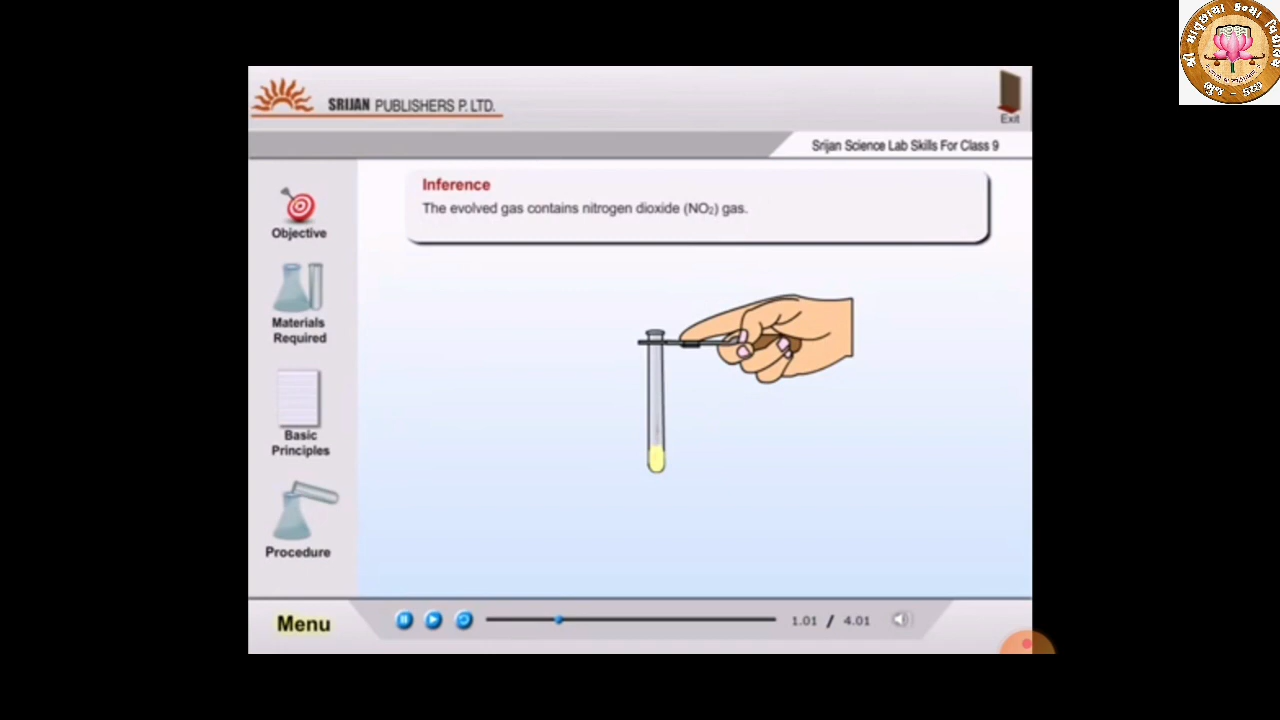 SRIJAN PUBLISHERS P. LTD.
Exit
Srijan Science Lab Skills For Class 9
Inference
The evolved gas contains nitrogen dioxide (NO₂) gas.
Objective
Materials
Required
Basic
Principles
Procedure
Menu
1.01 / 4.01